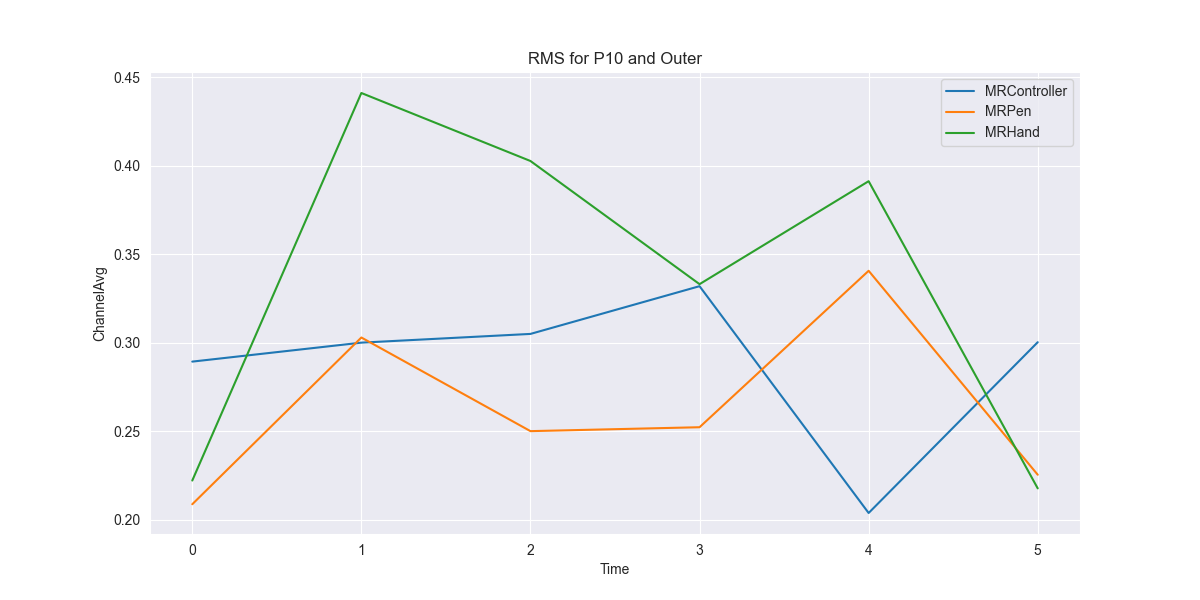 RMS for P10 and Outer
MRController
MRPen
MRHand
0.45
0.40
0.35
0.30
0.25
0.20
ChannelAvg
0 1 2 3 4 5
Time